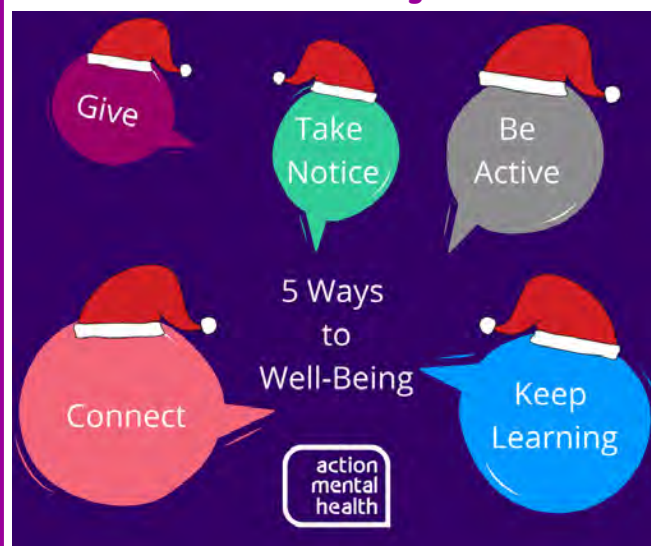 Give
Take
Notice
Be
Active
5 Ways
to
Well-Being
Connect
Keep
Learning
action
mental
health